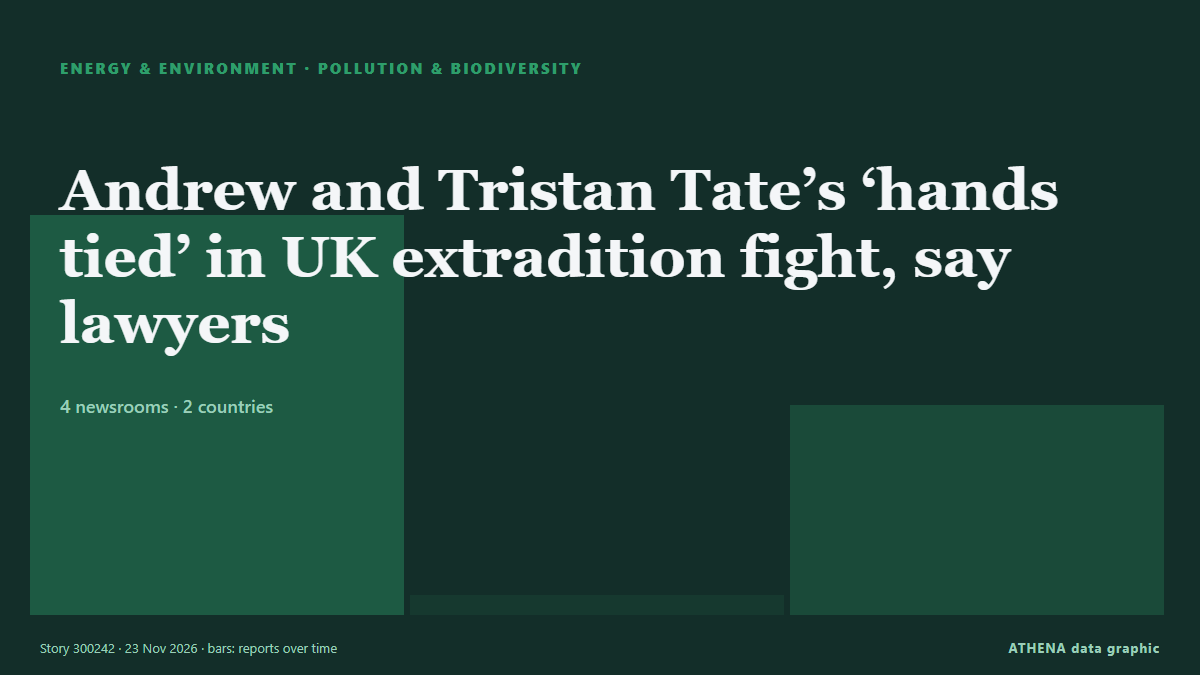 ENERGY & ENVIRONMENT · POLLUTION & BIODIVERSITY
Andrew and Tristan Tate’s ‘hands
tied’ in UK extradition fight, say
lawyers
4 newsrooms · 2 countries
Story 300242 · 23 Nov 2026 · bars: reports over time
ATHENA data graphic